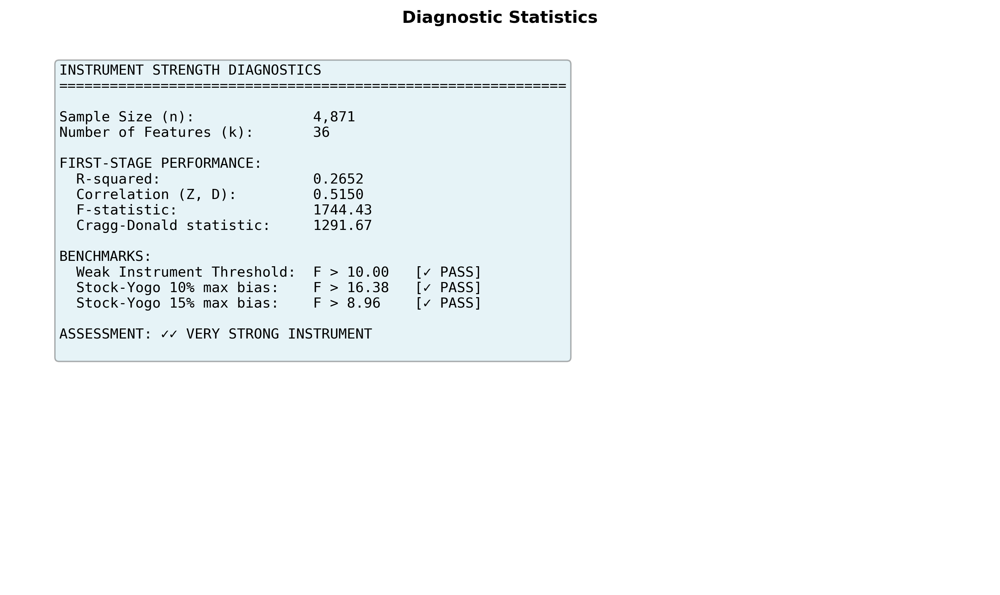 Diagnostic Statistics
INSTRUMENT STRENGTH DIAGNOSTICS
============================================================
Sample Size (n):              4,871
Number of Features (k):       36
FIRST-STAGE PERFORMANCE:
  R-squared:                  0.2652
  Correlation (Z, D):         0.5150
  F-statistic:                1744.43
  Cragg-Donald statistic:     1291.67
BENCHMARKS:
  Weak Instrument Threshold:  F > 10.00   [✓ PASS]
  Stock-Yogo 10% max bias:    F > 16.38   [✓ PASS]
  Stock-Yogo 15% max bias:    F > 8.96    [✓ PASS]
ASSESSMENT: ✓✓ VERY STRONG INSTRUMENT